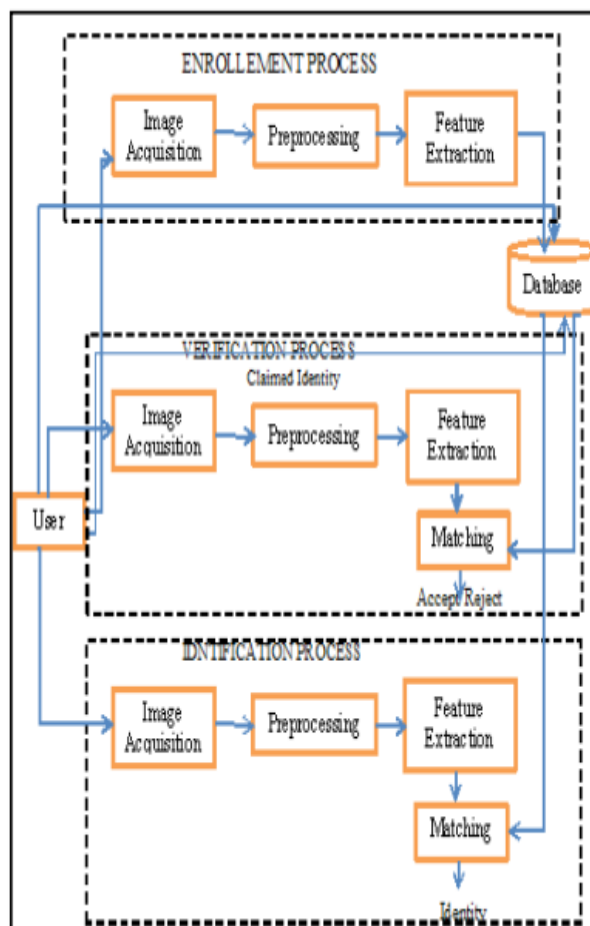 ENROLLEMENT PROCESS
Image
Acquisition
Preprocessing
Feature
Extraction
Database
VERIFICATION PROCESS
Claimed Identity
Image
Acquisition
Preprocessing
Feature
Extraction
User
Matching
Accept Reject
IDNTIFICATION PROCESS
Image
Acquisition
Preprocessing
Feature
Extraction
Matching
Identity